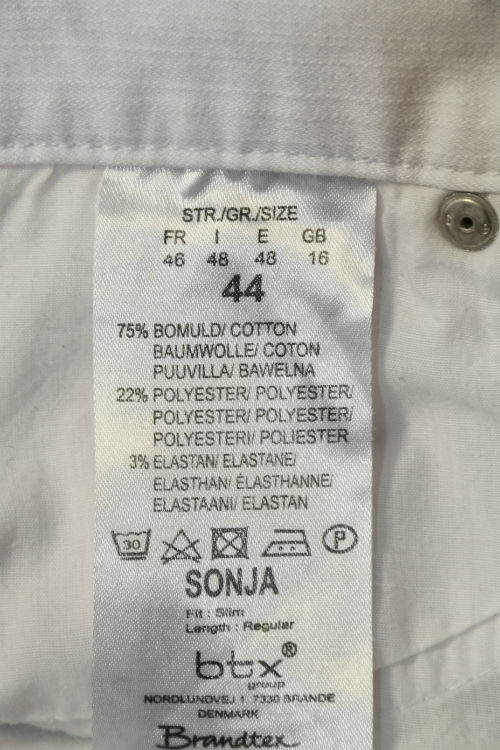 STR./GR./SIZE
FR I E GB
46 48 48 16
44
75% BOMULD/ COTTON
BAUMWOLLE/ COTON
PUUVILLA/ BAWELNA
22% POLYESTER/ POLYESTER/
POLYESTER/ POLYESTER/
POLYESTERI/ POLIESTER
3% ELASTAN/ ELASTANE/
ELASTHAN/ ÉLASTHANNE/
ELASTAANI/ ELASTAN
30 P
SONJA
Fit : Slim
Length : Regular
btx®
group
NORDLUNDVEJ 1 7330 BRANDE
DENMARK
Brandtex